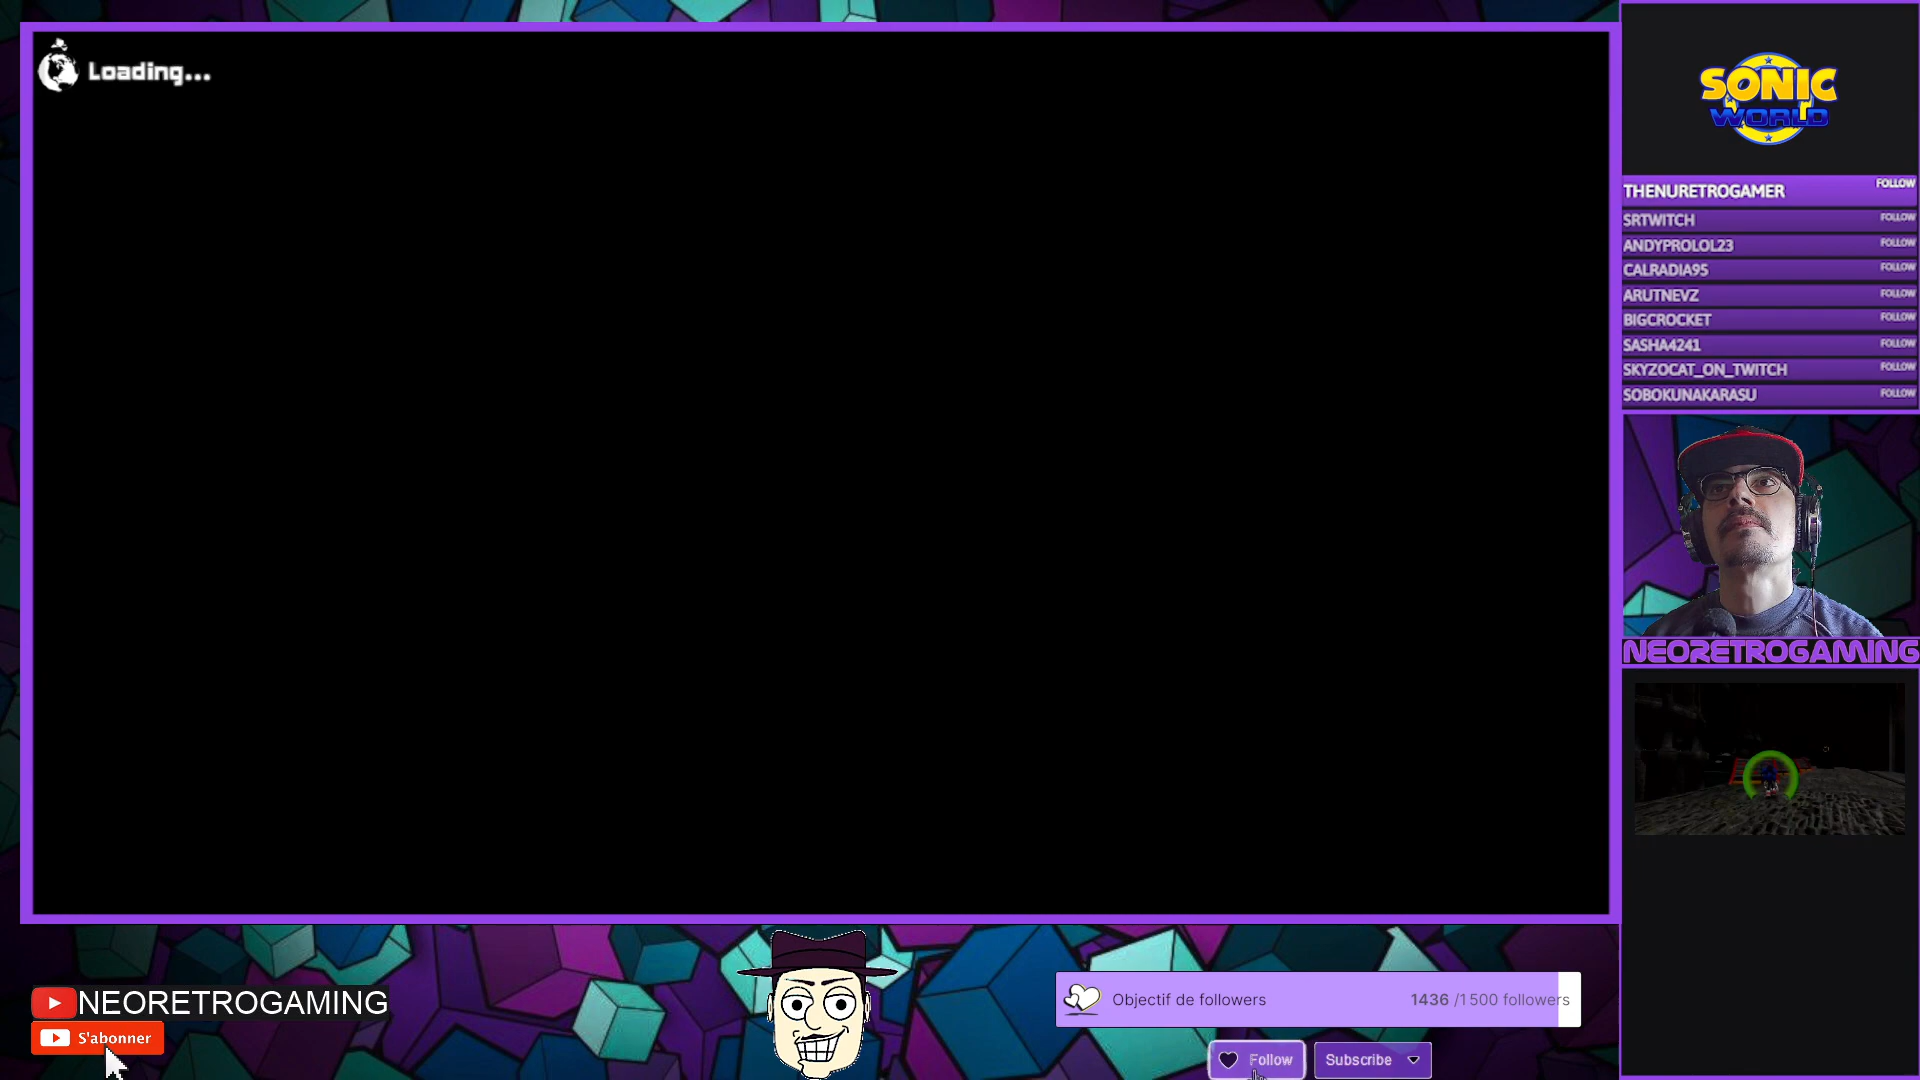 Loading...
SONIC
WORLD
THENURETROGAMER FOLLOW
SRTWITCH FOLLOW
ANDYPROLOL23 FOLLOW
CALRADIA95 FOLLOW
ARUTNEVZ FOLLOW
BIGCROCKET FOLLOW
SASHA4241 FOLLOW
SKYZOCAT_ON_TWITCH FOLLOW
SOBOKUNAKARASU FOLLOW
NEORETROGAMING
NEORETROGAMING
S'abonner
Objectif de followers 1436 /1500 followers
Follow Subscribe